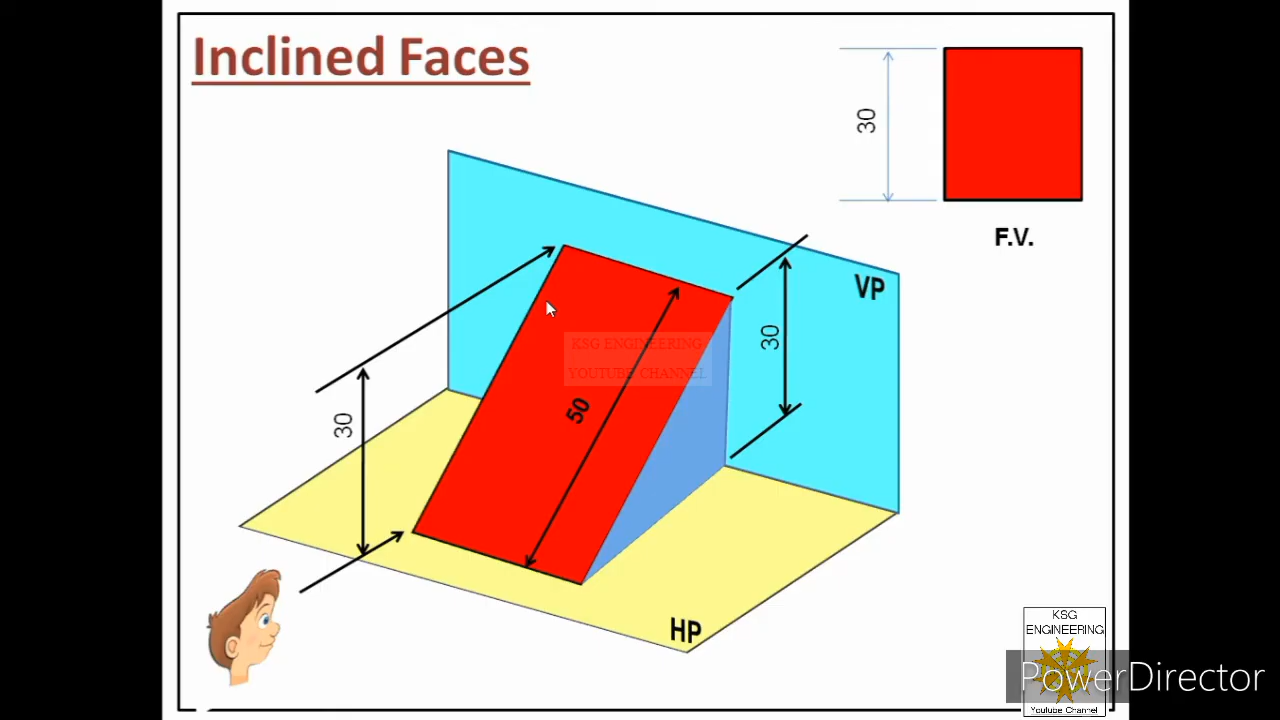 Inclined Faces
30
F.V.
VP
30
KSG ENGINEERING
YOUTUBE CHANNEL
50
30
HP
KSG
ENGINEERING
PowerDirector
Youtube Channel